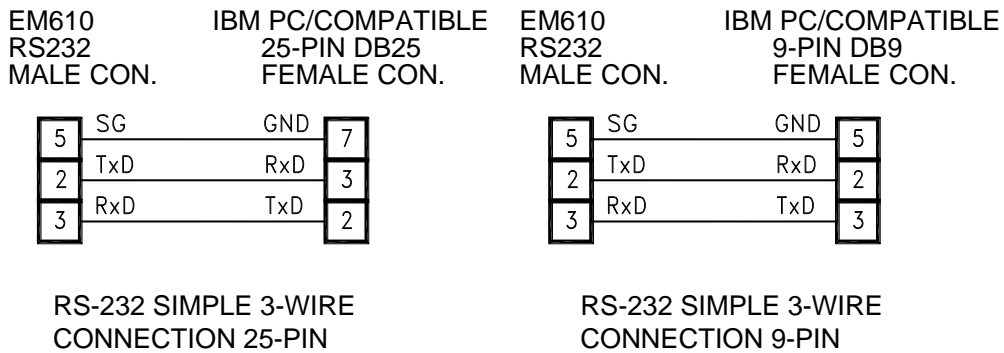 EM610 IBM PC/COMPATIBLE
RS232 25-PIN DB25
MALE CON. FEMALE CON.
5 SG GND 7
2 TxD RxD 3
3 RxD TxD 2
RS-232 SIMPLE 3-WIRE
CONNECTION 25-PIN
EM610 IBM PC/COMPATIBLE
RS232 9-PIN DB9
MALE CON. FEMALE CON.
5 SG GND 5
2 TxD RxD 2
3 RxD TxD 3
RS-232 SIMPLE 3-WIRE
CONNECTION 9-PIN